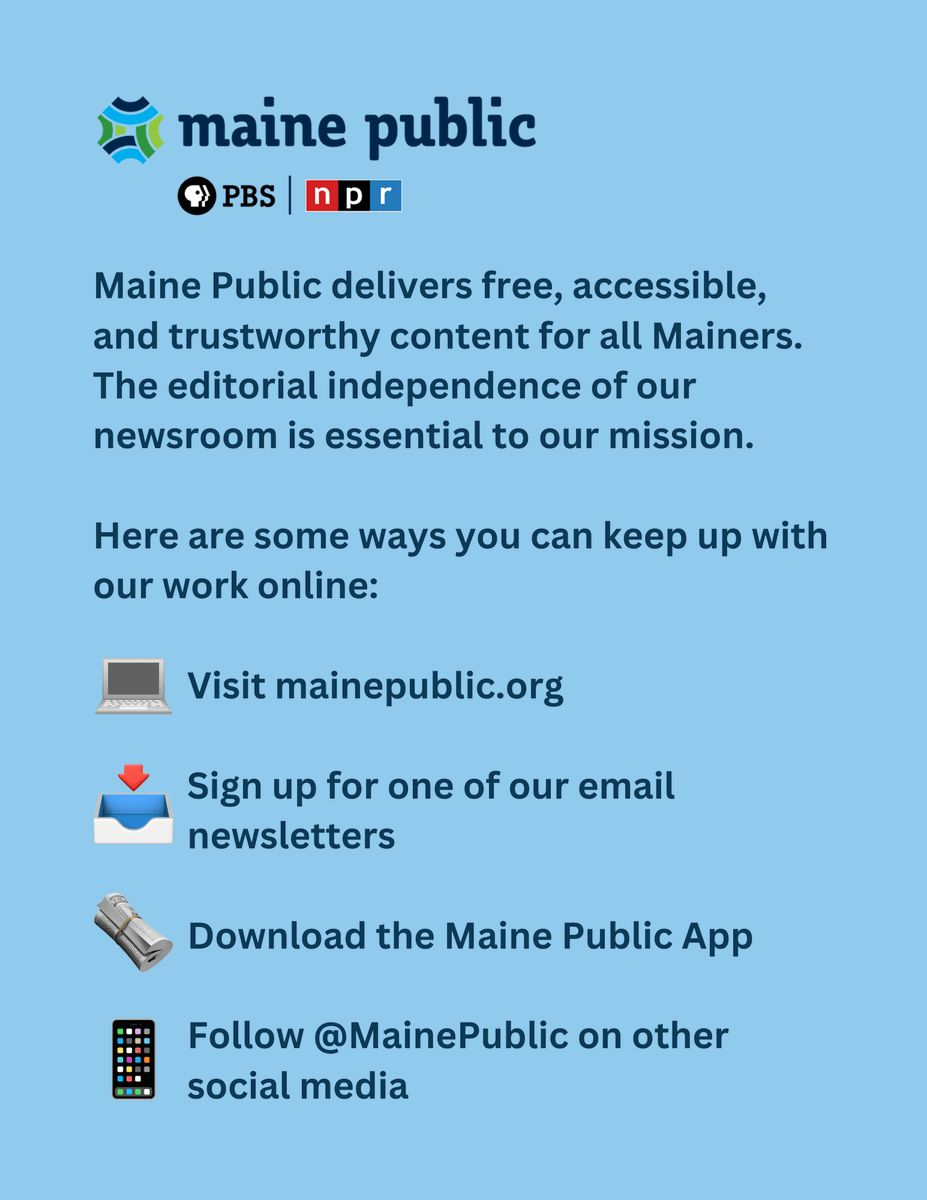 maine public
PBS | npr
Maine Public delivers free, accessible,
and trustworthy content for all Mainers.
The editorial independence of our
newsroom is essential to our mission.
Here are some ways you can keep up with
our work online:
Visit mainepublic.org
Sign up for one of our email
newsletters
Download the Maine Public App
Follow @MainePublic on other
social media